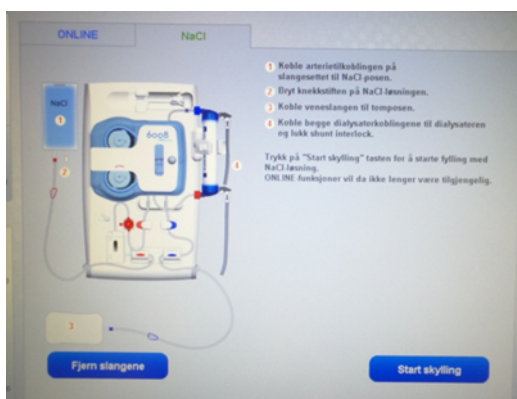 ONLINE
NaCl
1 Koble arterietilkoblingen på
slangesettet til NaCl-posen.
2 Bryt knekkstiften på NaCl-løsningen.
3 Koble veneslangen til tomposen.
4 Koble begge dialysatorkoblingene til dialysatoren
og lukk shunt interlock.
Trykk på "Start skylling" tasten for å starte fylling med
NaCl-løsning.
ONLINE funksjoner vil da ikke lenger være tilgjengelig.
NaCl
1
2
6008
4
3
Fjern slangene
Start skylling